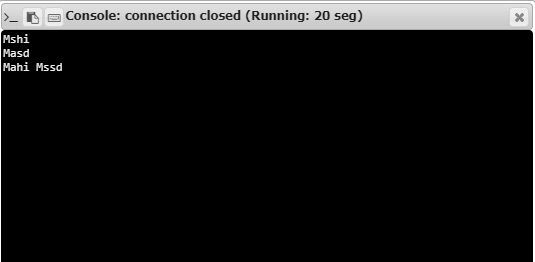 >_ Console: connection closed (Running: 20 seg)
Mshi
Masd
Mahi Mssd